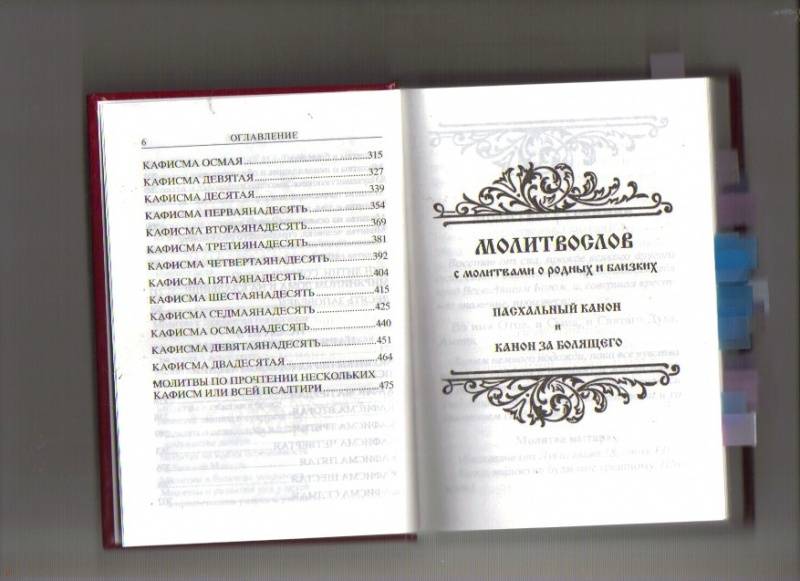 6 ОГЛАВЛЕНИЕ
КАФИСМА ОСМАЯ 315
КАФИСМА ДЕВЯТАЯ 327
КАФИСМА ДЕСЯТАЯ 339
КАФИСМА ПЕРВАЯНАДЕСЯТЬ 354
КАФИСМА ВТОРАЯНАДЕСЯТЬ 369
КАФИСМА ТРЕТИЯНАДЕСЯТЬ 381
КАФИСМА ЧЕТВЕРТАЯНАДЕСЯТЬ 392
КАФИСМА ПЯТАЯНАДЕСЯТЬ 404
КАФИСМА ШЕСТАЯНАДЕСЯТЬ 415
КАФИСМА СЕДМАЯНАДЕСЯТЬ 425
КАФИСМА ОСМАЯНАДЕСЯТЬ 440
КАФИСМА ДЕВЯТАЯНАДЕСЯТЬ 451
КАФИСМА ДВАДЕСЯТАЯ 464
МОЛИТВЫ ПО ПРОЧТЕНИИ НЕСКОЛЬКИХ
КАФИСМ ИЛИ ВСЕЙ ПСАЛТИРИ 475
МОЛИТВОСЛОВ
С МОЛИТВАМИ О РОДНЫХ И БЛИЗКИХ
ПАСХАЛЬНЫЙ КАНОН
И
КАНОН ЗА БОЛЯЩЕГО